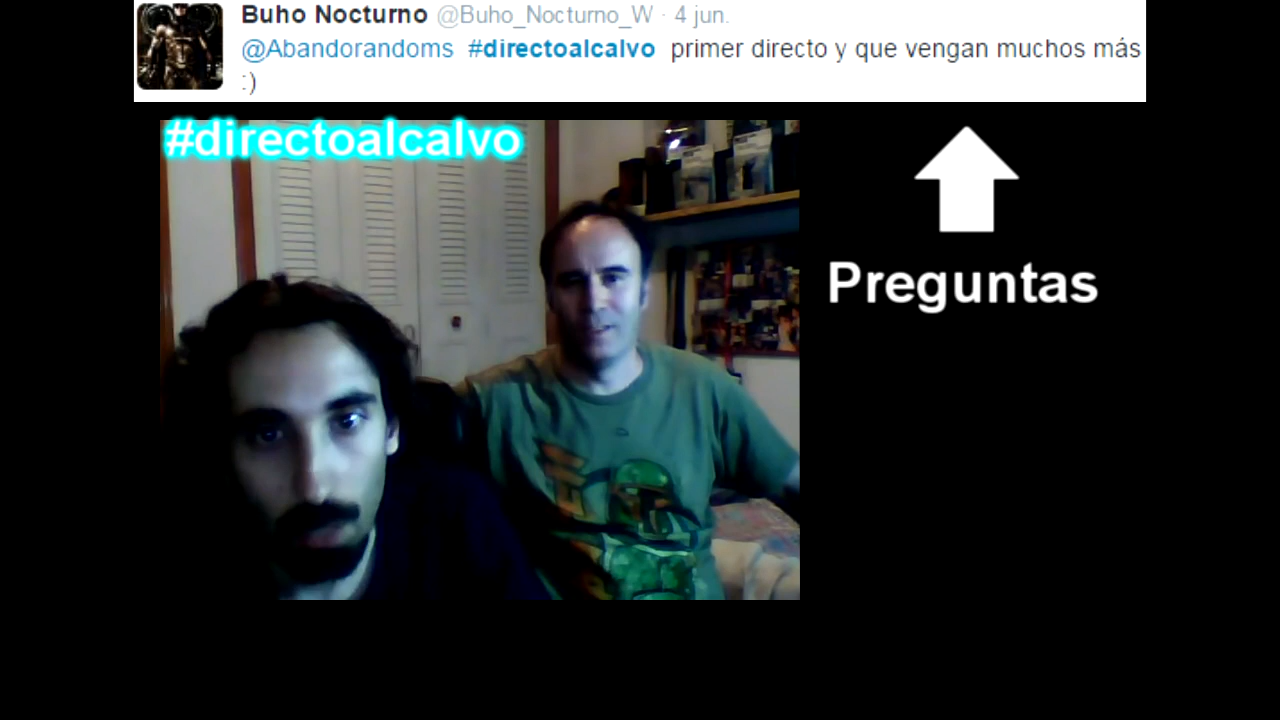 Buho Nocturno @Buho_Nocturno_W · 4 jun.
@Abandorandoms #directoalcalvo primer directo y que vengan muchos más
:)
#directoalcalvo
Preguntas